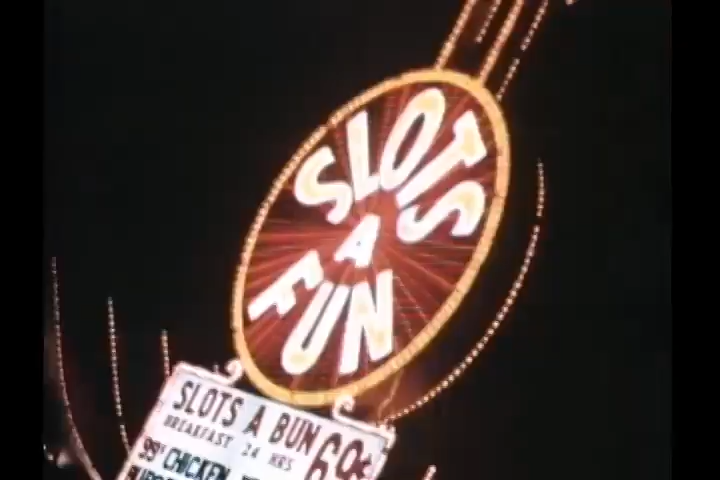 SLOTS
A
FUN
SLOTS A BUN
BREAKFAST 24 HRS 69¢
99¢ CHICKEN